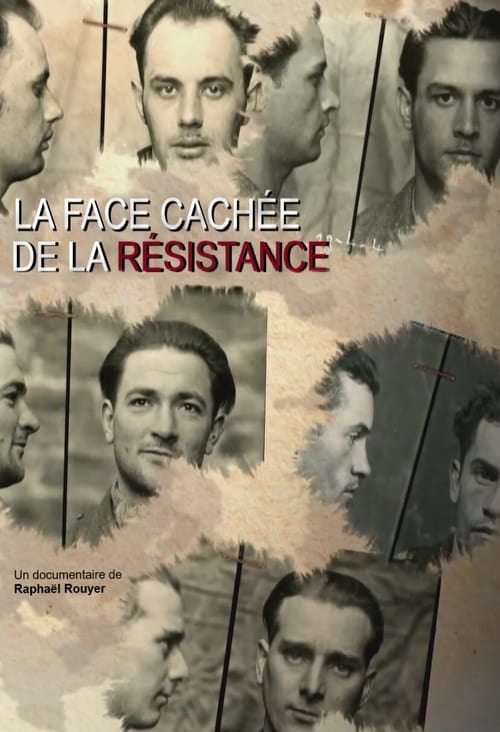 LA FACE CACHÉE
DE LA RÉSISTANCE
Un documentaire de
Raphaël Rouyer